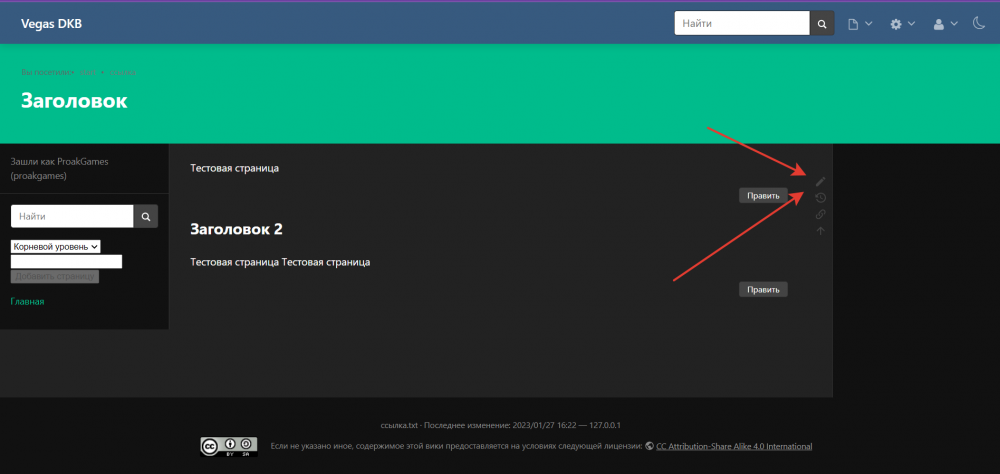 Vegas DKB
Найти
Вы посетили:
Заголовок
Зашли как ProakGames
(proakgames)
Найти
Корневой уровень
Добавить страницу
Главная
Тестовая страница
Править
Заголовок 2
Тестовая страница Тестовая страница
Править
ссылка.txt · Последнее изменение: 2023/01/27 16:22 — 127.0.0.1
CC BY SA
Если не указано иное, содержимое этой вики предоставляется на условиях следующей лицензии: CC Attribution-Share Alike 4.0 International